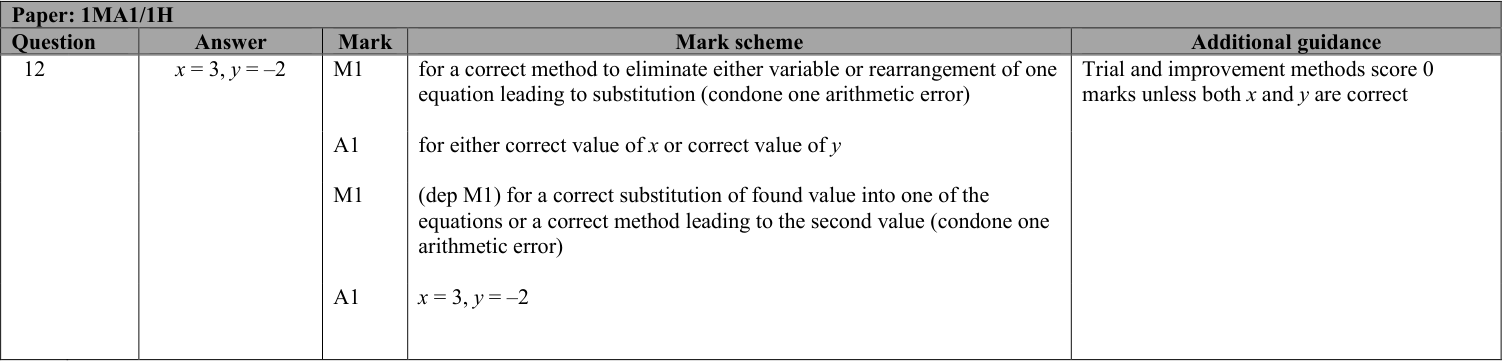 Paper: 1MA1/1H
Question Answer Mark Mark scheme Additional guidance
12 x = 3, y = –2 M1 for a correct method to eliminate either variable or rearrangement of one Trial and improvement methods score 0
equation leading to substitution (condone one arithmetic error) marks unless both x and y are correct
A1 for either correct value of x or correct value of y
M1 (dep M1) for a correct substitution of found value into one of the
equations or a correct method leading to the second value (condone one
arithmetic error)
A1 x = 3, y = –2